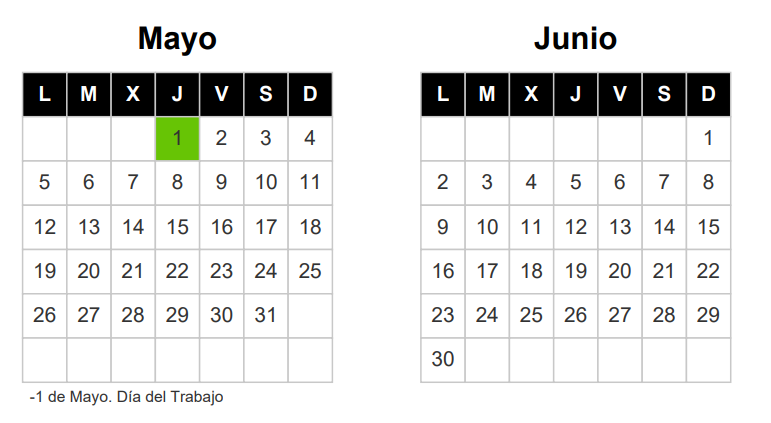 Mayo
L M X J V S D
1 2 3 4
5 6 7 8 9 10 11
12 13 14 15 16 17 18
19 20 21 22 23 24 25
26 27 28 29 30 31
-1 de Mayo. Día del Trabajo
Junio
L M X J V S D
1
2 3 4 5 6 7 8
9 10 11 12 13 14 15
16 17 18 19 20 21 22
23 24 25 26 27 28 29
30